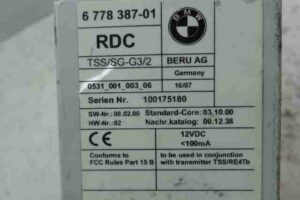 6 778 387-01
BMW
RDC
TSS/SG-G3/2
BERU AG
Germany
0531_001_003_06
16/07
Serien Nr. 100175180
SW-Nr.: 08.02.00 Standard-Core: 03.10.00
HW-Nr.: 02 Nachr.katalog: 00.12.38
CE
12VDC
<100mA
Conforms to
FCC Rules Part 15 B
to be used in conjunction
with transmitter TSS/RE4Tb